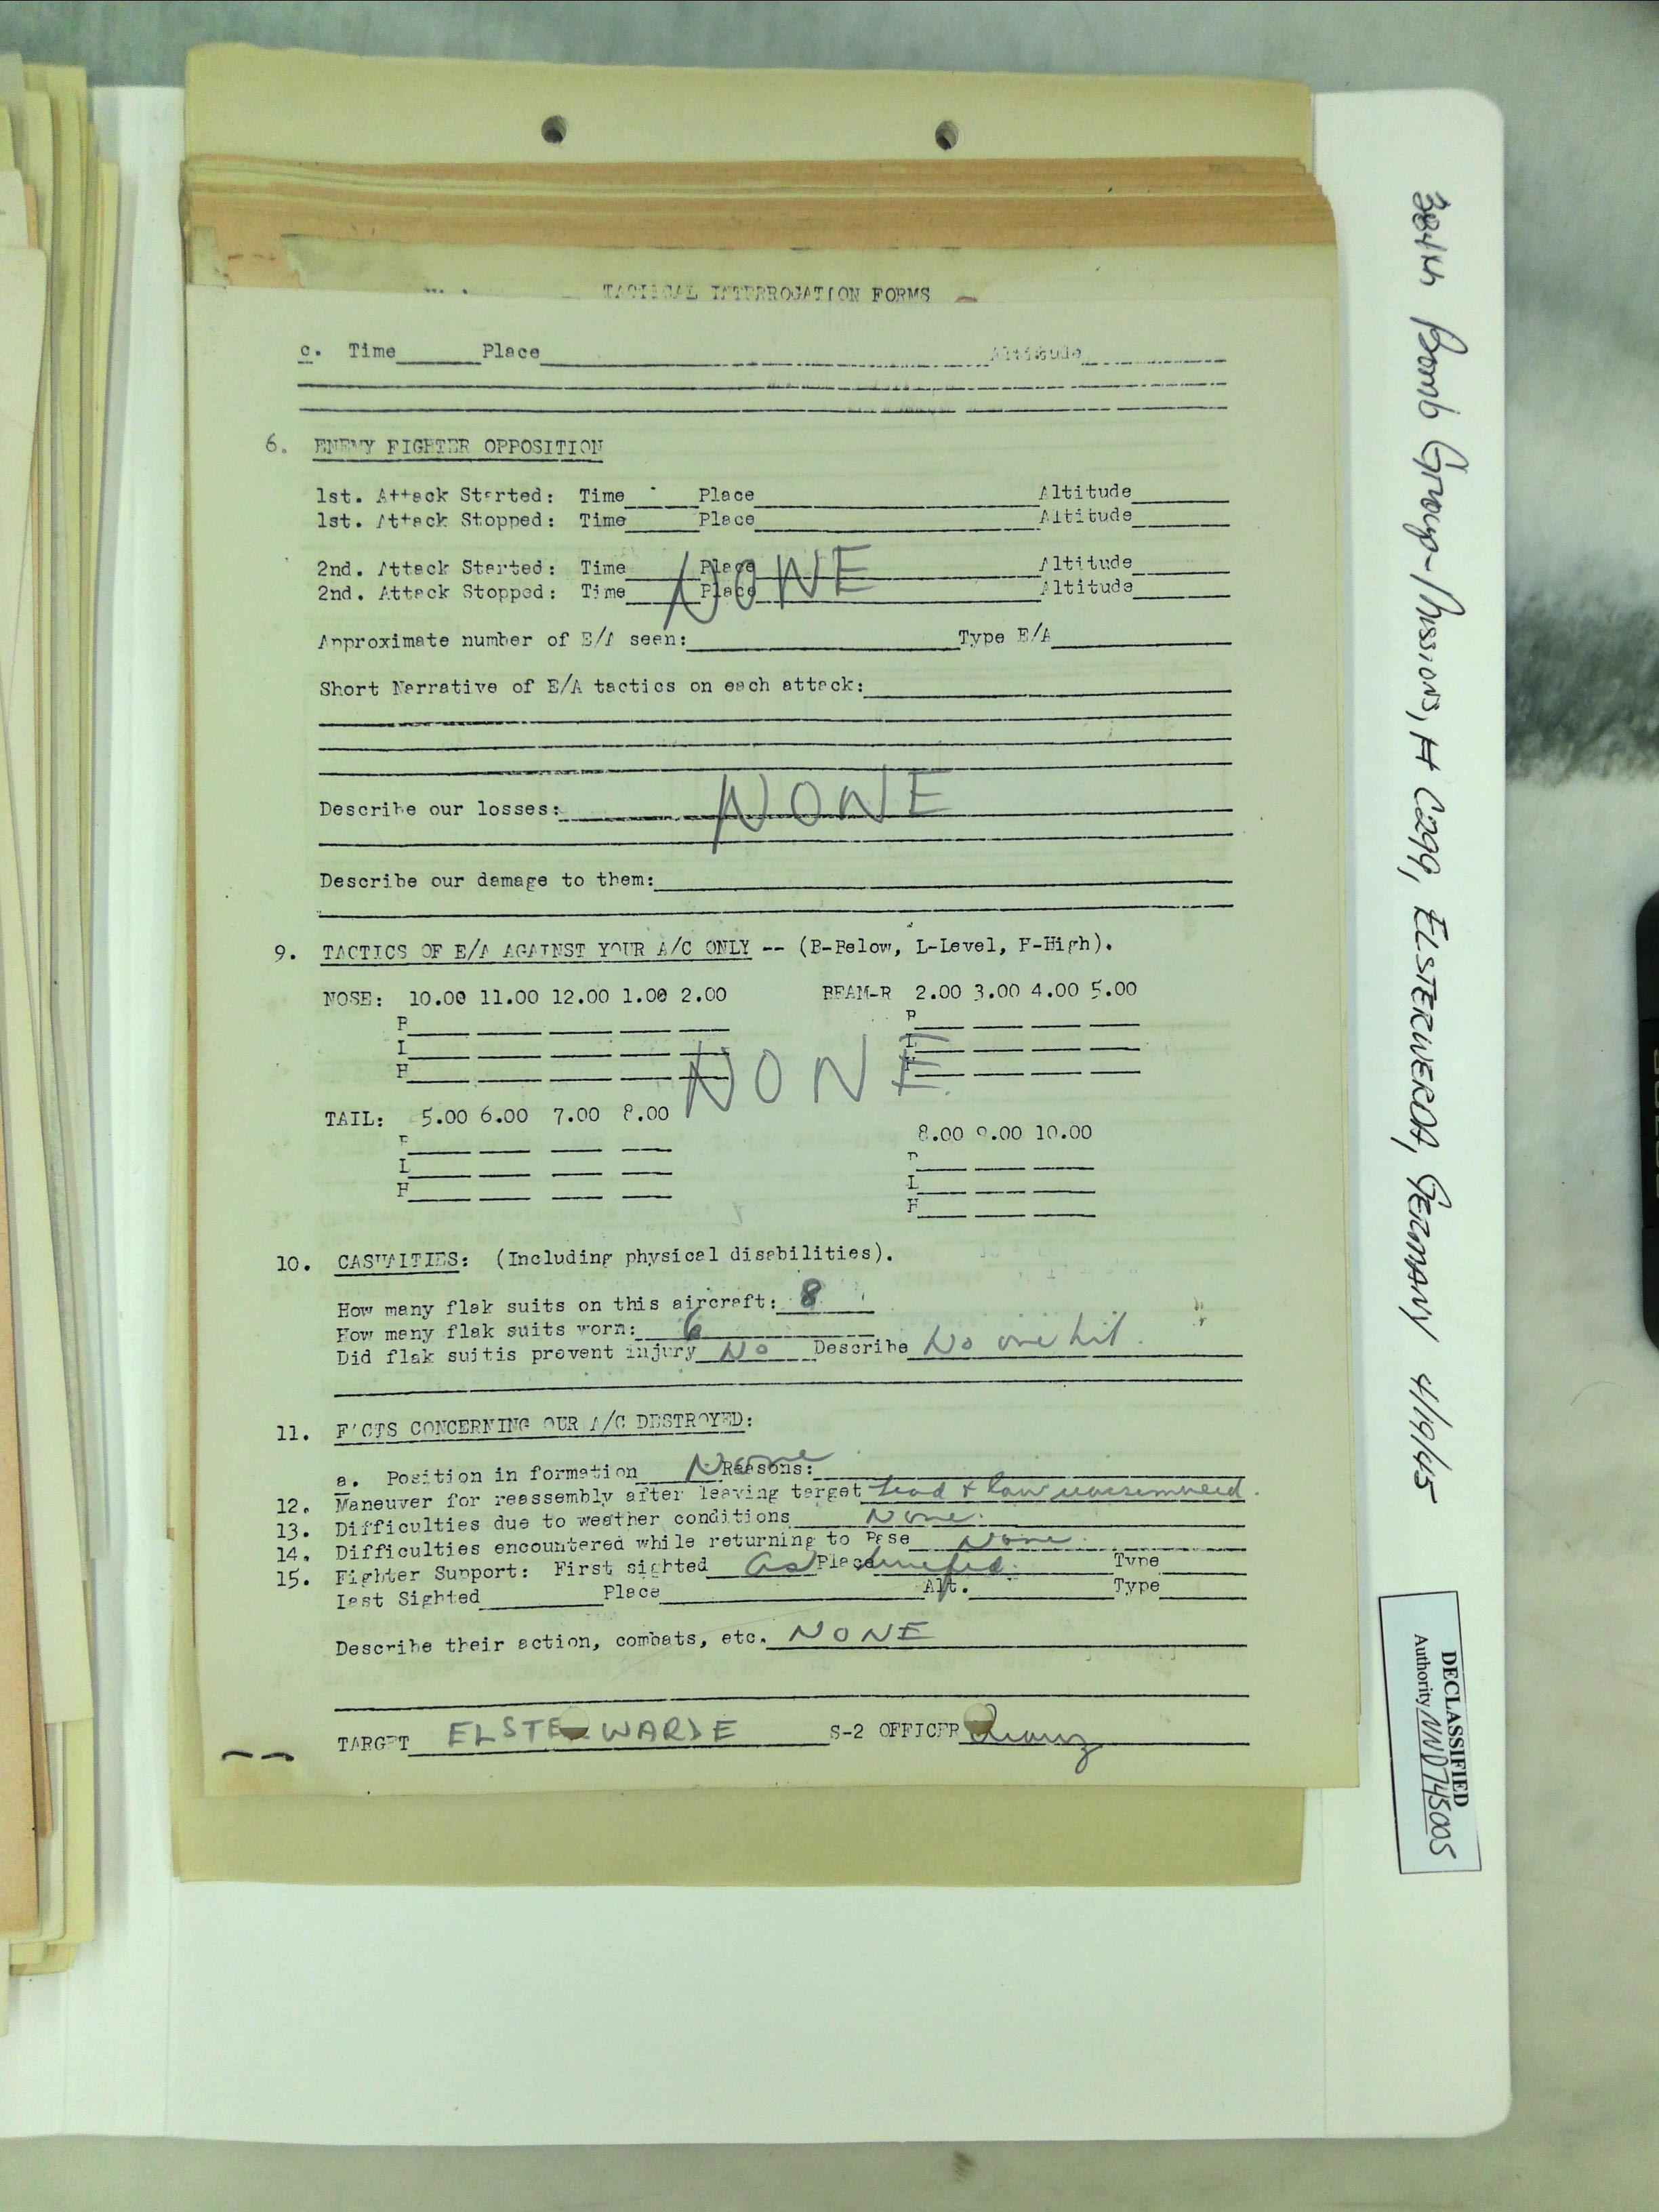 TACTICAL INTERROGATION FORMS
c. Time Place Altitude
6. ENEMY FIGHTER OPPOSITION
1st. Attack Started: Time Place Altitude
1st. Attack Stopped: Time Place Altitude
2nd. Attack Started: Time Place Altitude
NONE
2nd. Attack Stopped: Time Place Altitude
Approximate number of E/A seen: Type E/A
Short Narrative of E/A tactics on each attack:
Describe our losses: NONE
Describe our damage to them:
9. TACTICS OF E/A AGAINST YOUR A/C ONLY -- (B-Below, L-Level, H-High).
NOSE: 10.00 11.00 12.00 1.00 2.00 BEAM-R 2.00 3.00 4.00 5.00
B B
L L
H H
NONE
TAIL: 5.00 6.00 7.00 8.00
8.00 9.00 10.00
B B
L L
H H
10. CASUALTIES: (Including physical disabilities).
How many flak suits on this aircraft: 8
How many flak suits worn: 6
Did flak suitis prevent injury No Describe No one hit.
11. FACTS CONCERNING OUR A/C DESTROYED:
a. Position in formation None Reasons:
12. Maneuver for reassembly after leaving target Lead & Low
13. Difficulties due to weather conditions None.
14. Difficulties encountered while returning to Base None
15. Fighter Support: First sighted as Place briefed. Type
Last Sighted Place Alt. Type
Describe their action, combats, etc. NONE
TARGET ELSTE WARDE S-2 OFFICER
384th Bomb Group-Missions, A C299, ELSTERWERDA, GERMANY 4/19/45
DECLASSIFIED
Authority NND745005